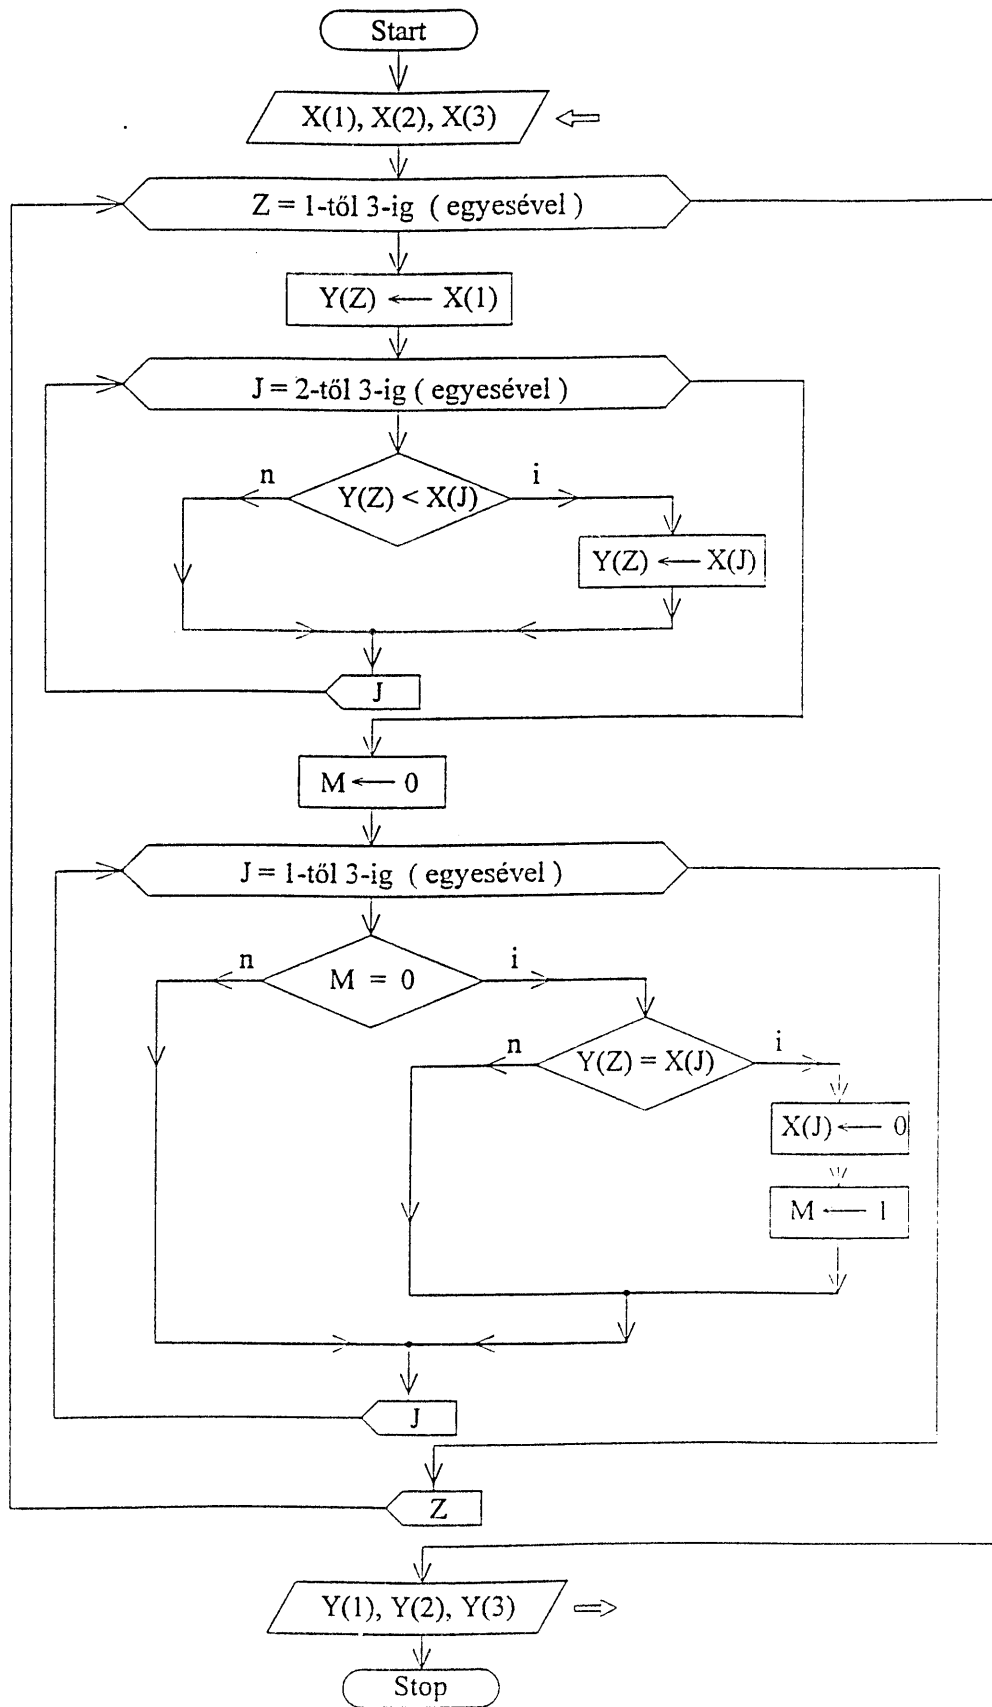 Start
X(1), X(2), X(3)
Z = 1-től 3-ig ( egyesével )
Y(Z) ← X(1)
J = 2-től 3-ig ( egyesével )
n
i
Y(Z) < X(J)
Y(Z) ← X(J)
J
M ← 0
J = 1-től 3-ig ( egyesével )
n
i
M = 0
n
i
Y(Z) = X(J)
X(J) ← 0
M ← 1
J
Z
Y(1), Y(2), Y(3)
Stop